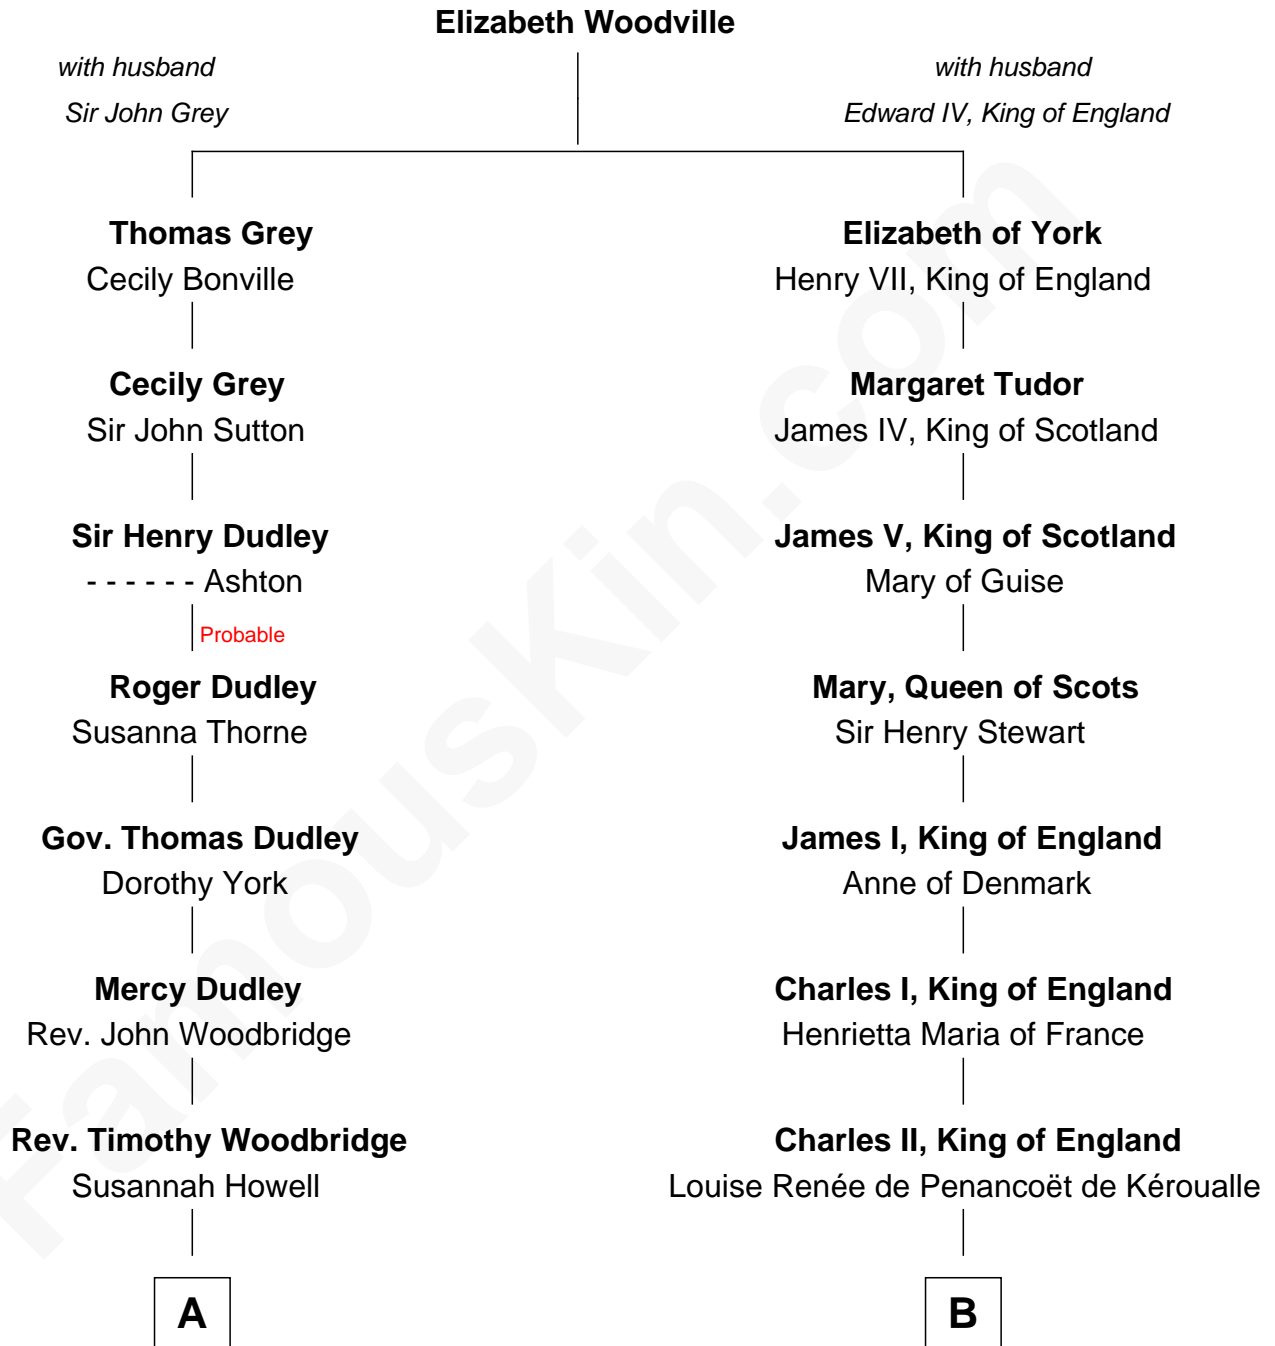 Elizabeth Woodville
with husband
Sir John Grey
with husband
Edward IV, King of England
Thomas Grey
Cecily Bonville
Elizabeth of York
Henry VII, King of England
Cecily Grey
Sir John Sutton
Margaret Tudor
James IV, King of Scotland
Sir Henry Dudley
- - - - - - Ashton
Probable
James V, King of Scotland
Mary of Guise
Roger Dudley
Susanna Thorne
Mary, Queen of Scots
Sir Henry Stewart
Gov. Thomas Dudley
Dorothy York
James I, King of England
Anne of Denmark
Mercy Dudley
Rev. John Woodbridge
Charles I, King of England
Henrietta Maria of France
Rev. Timothy Woodbridge
Susannah Howell
Charles II, King of England
Louise Renée de Penancoët de Kéroualle
A
B
FamousKin.com